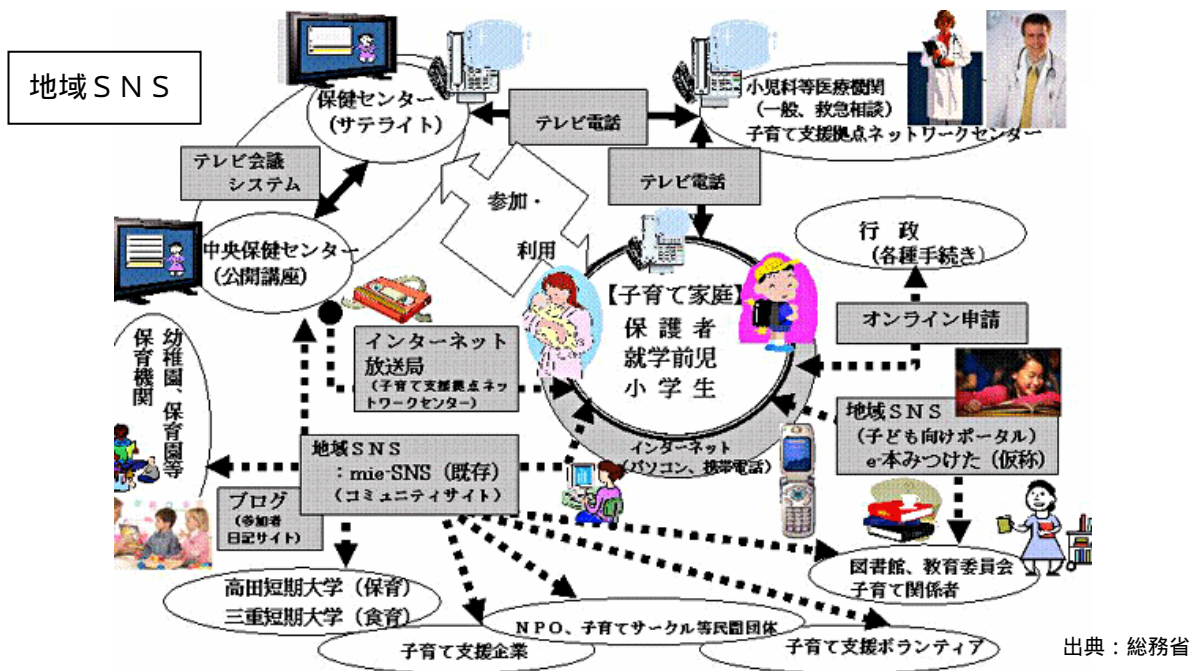 地域ＳＮＳ
保健センター
(サテライト)
テレビ電話
小児科等医療機関
(一般、救急相談)
子育て支援拠点ネットワークセンター
テレビ会議
システム
テレビ電話
参加・
利用
中央保健センター
(公開講座)
行　政
(各種手続き)
【子育て家庭】
保 護 者
就学前児
小 学 生
オンライン申請
インターネット
放送局
(子育て支援拠点ネッ
トワークセンター)
幼稚園、保育園等
保育機関
地域ＳＮＳ
(子ども向けポータル)
e-本みつけた (仮称)
インターネット
(パソコン、携帯電話)
地域ＳＮＳ
：mie-SNS (既存)
(コミュニティサイト)
ブログ
(参加者
日記サイト)
図書館、教育委員会
子育て関係者
高田短期大学 (保育)
三重短期大学 (食育)
ＮＰＯ、子育てサークル等民間団体
子育て支援企業
子育て支援ボランティア
出典：総務省